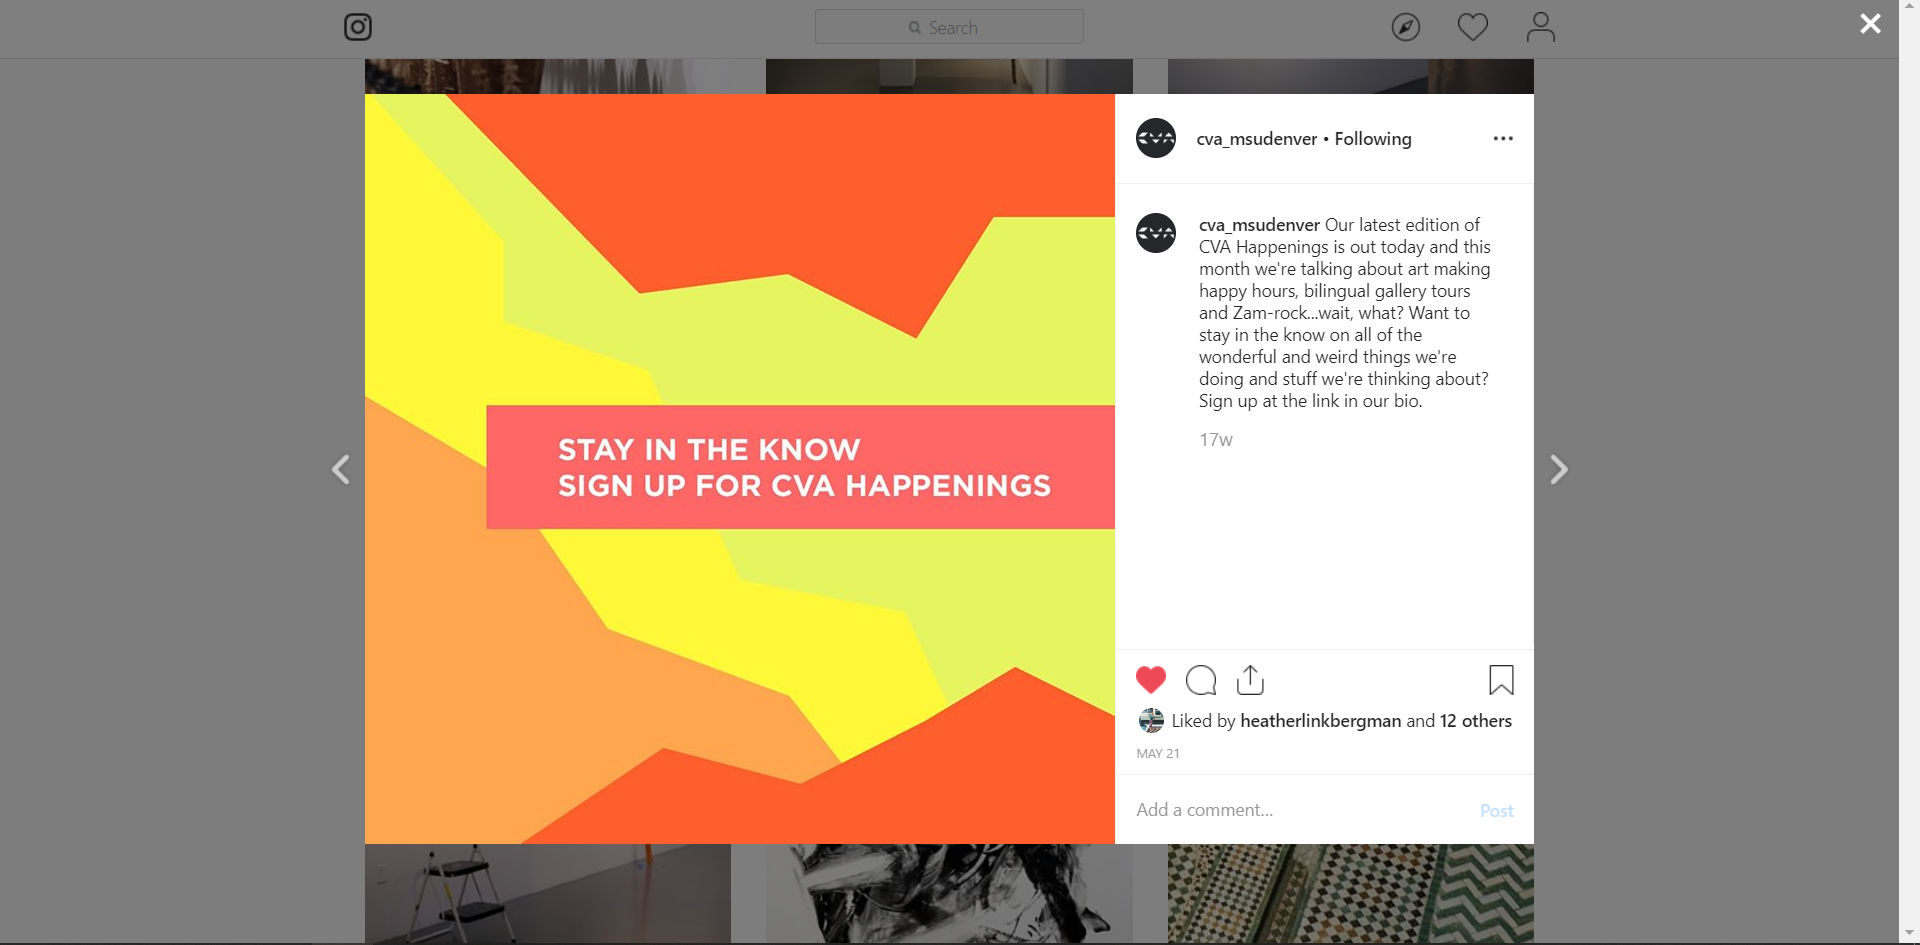 Search
STAY IN THE KNOW
SIGN UP FOR CVA HAPPENINGS
CVA
cva_msudenver • Following
CVA
cva_msudenver Our latest edition of
CVA Happenings is out today and this
month we're talking about art making
happy hours, bilingual gallery tours
and Zam-rock...wait, what? Want to
stay in the know on all of the
wonderful and weird things we're
doing and stuff we're thinking about?
Sign up at the link in our bio.
17w
Liked by heatherlinkbergman and 12 others
MAY 21
Add a comment...
Post